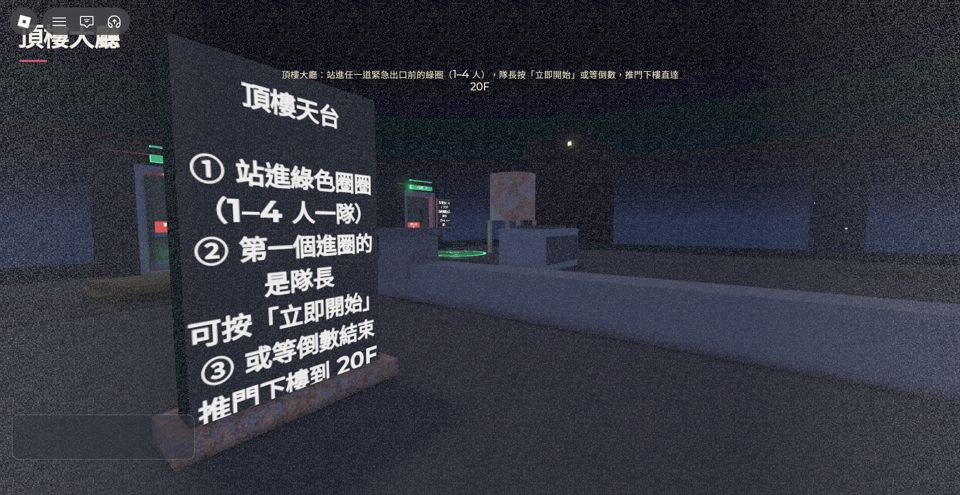 頂樓大廳
頂樓大廳：站進任一道緊急出口前的綠圈（1–4 人），隊長按「立即開始」或等倒數，推門下樓直達
20F
頂樓天台
① 站進綠色圈圈
（1–4 人一隊）
② 第一個進圈的
是隊長
可按「立即開始」
③ 或等倒數結束
推門下樓到 20F